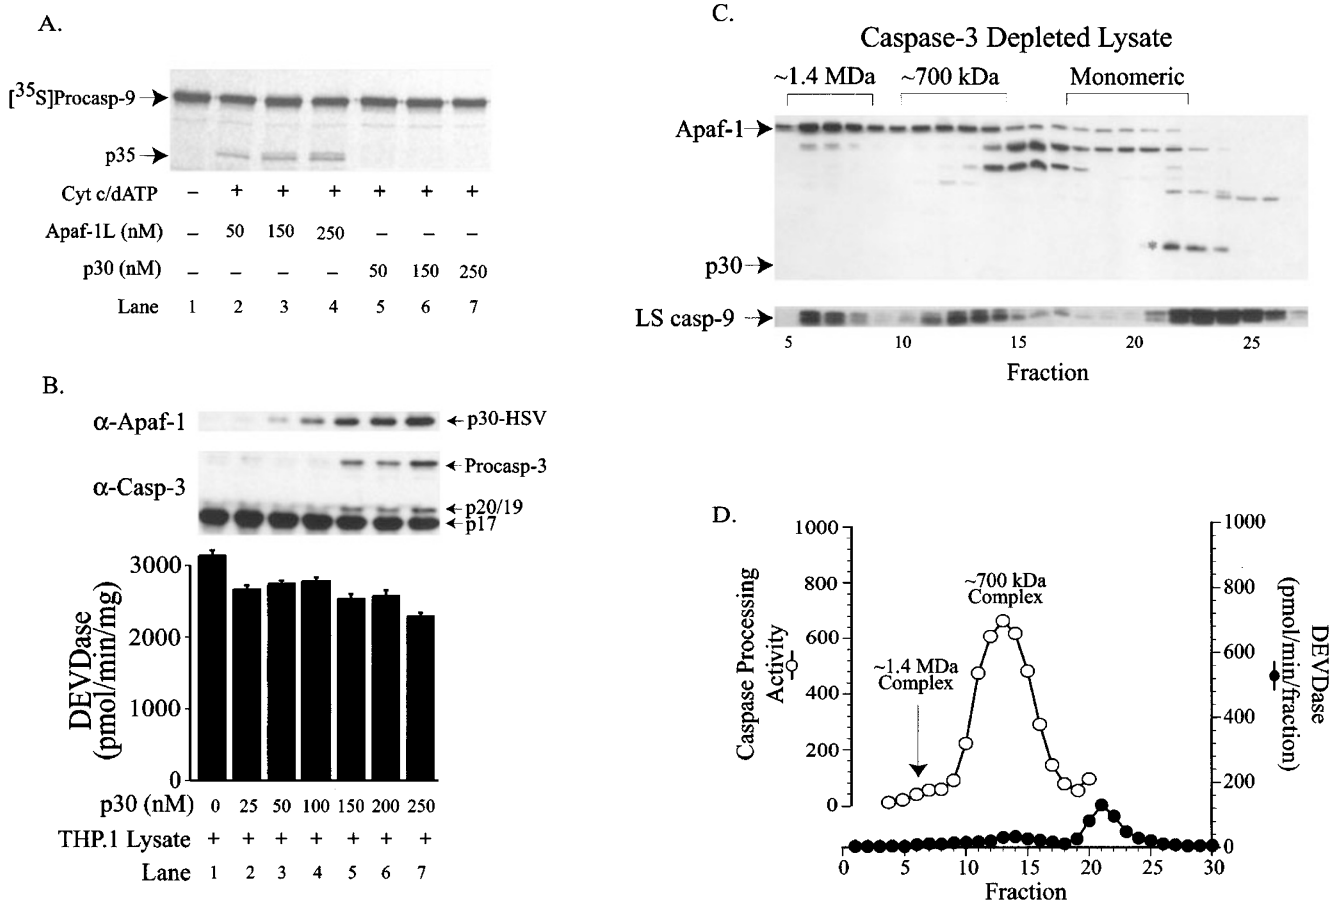 A.
[³⁵S]Procasp-9
p35
Cyt c/dATP – + + + + + +
Apaf-1L (nM) – 50 150 250 – – –
p30 (nM) – – – – 50 150 250
Lane 1 2 3 4 5 6 7
B.
α-Apaf-1
p30-HSV
α-Casp-3
Procasp-3
p20/19
p17
DEVDase
(pmol/min/mg)
3000
2000
1000
0
p30 (nM) 0 25 50 100 150 200 250
THP.1 Lysate + + + + + + +
Lane 1 2 3 4 5 6 7
C.
Caspase-3 Depleted Lysate
~1.4 MDa ~700 kDa Monomeric
Apaf-1
p30
LS casp-9
5 10 15 20 25
Fraction
D.
Caspase Processing
Activity
1000
800
600
400
200
0
~700 kDa
Complex
~1.4 MDa
Complex
1000
800
600
400
200
0
DEVDase
(pmol/min/fraction)
0 5 10 15 20 25 30
Fraction